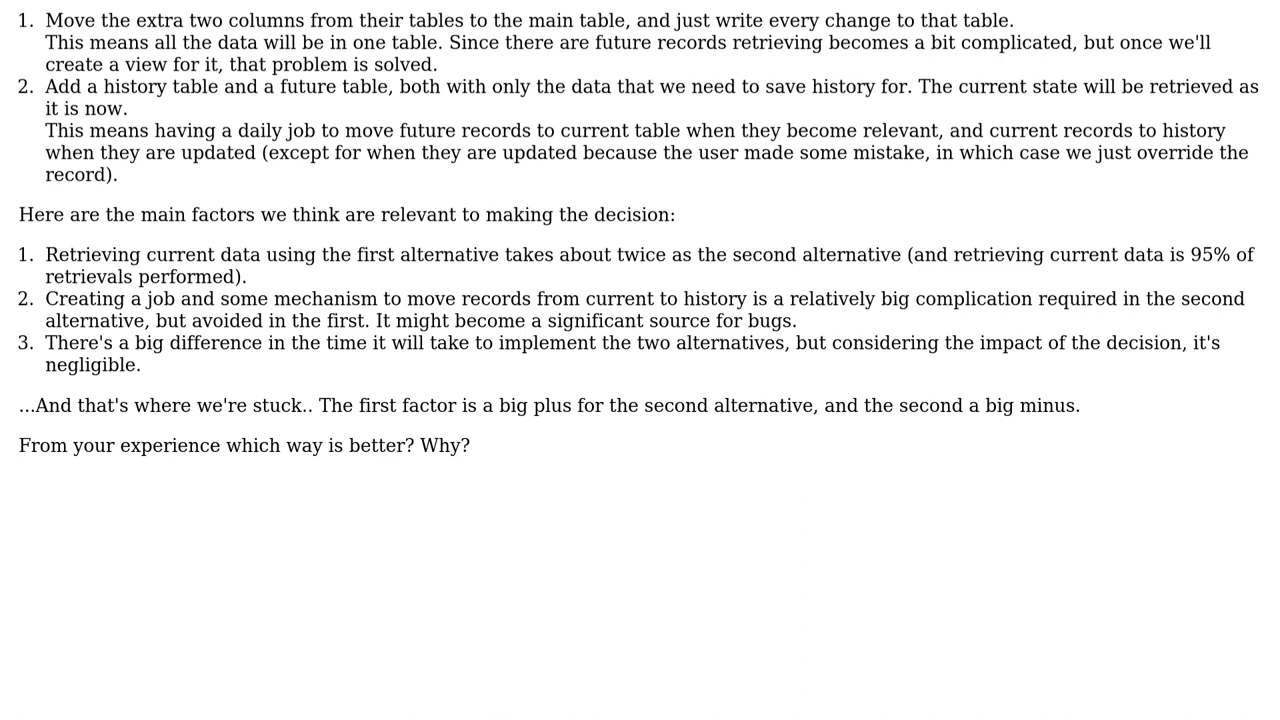 1. Move the extra two columns from their tables to the main table, and just write every change to that table.
This means all the data will be in one table. Since there are future records retrieving becomes a bit complicated, but once we'll
create a view for it, that problem is solved.
2. Add a history table and a future table, both with only the data that we need to save history for. The current state will be retrieved as
it is now.
This means having a daily job to move future records to current table when they become relevant, and current records to history
when they are updated (except for when they are updated because the user made some mistake, in which case we just override the
record).
Here are the main factors we think are relevant to making the decision:
1. Retrieving current data using the first alternative takes about twice as the second alternative (and retrieving current data is 95% of
retrievals performed).
2. Creating a job and some mechanism to move records from current to history is a relatively big complication required in the second
alternative, but avoided in the first. It might become a significant source for bugs.
3. There's a big difference in the time it will take to implement the two alternatives, but considering the impact of the decision, it's
negligible.
...And that's where we're stuck.. The first factor is a big plus for the second alternative, and the second a big minus.
From your experience which way is better? Why?